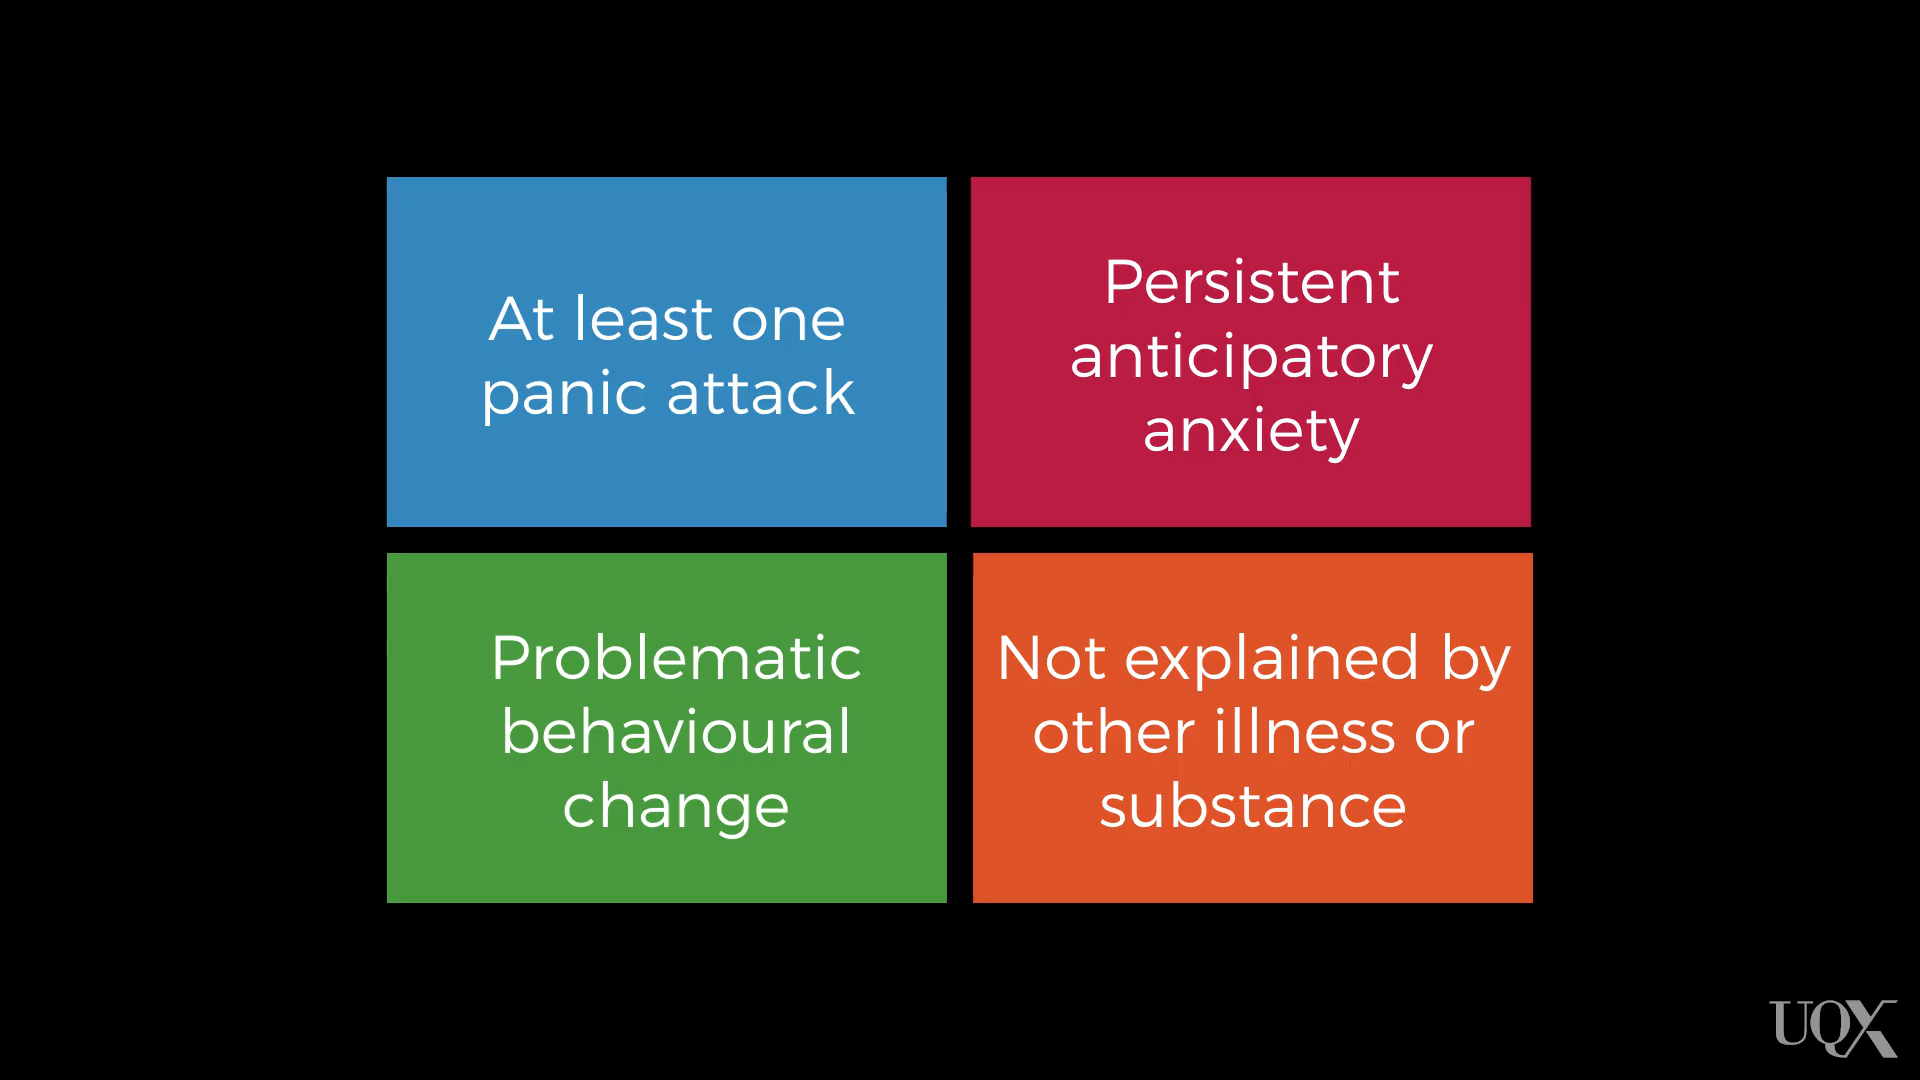 At least one
panic attack
Persistent
anticipatory
anxiety
Problematic
behavioural
change
Not explained by
other illness or
substance
UQX